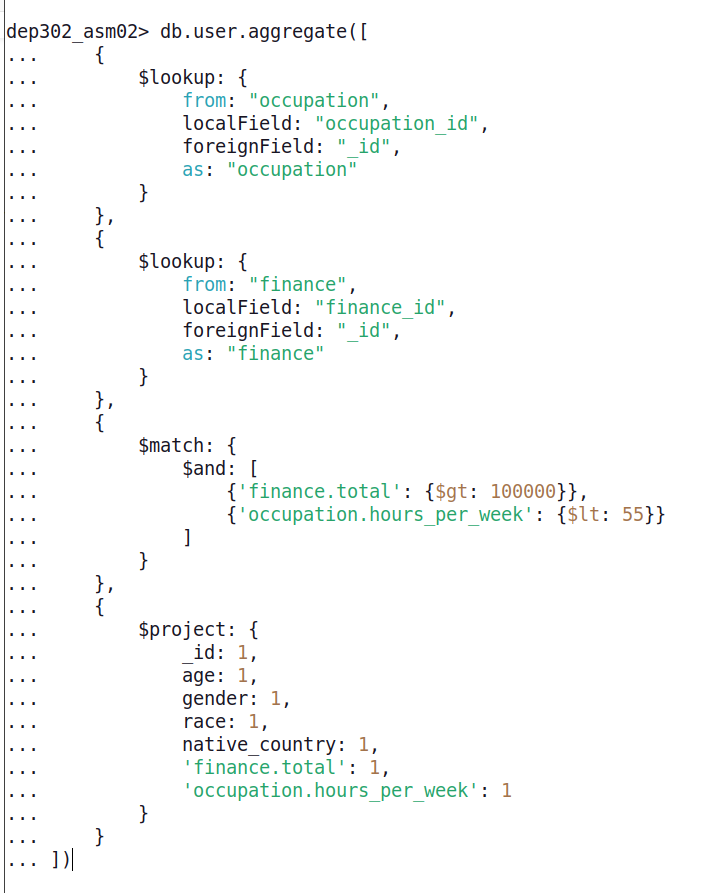 dep302_asm02> db.user.aggregate([
...     {
...         $lookup: {
...             from: "occupation",
...             localField: "occupation_id",
...             foreignField: "_id",
...             as: "occupation"
...         }
...     },
...     {
...         $lookup: {
...             from: "finance",
...             localField: "finance_id",
...             foreignField: "_id",
...             as: "finance"
...         }
...     },
...     {
...         $match: {
...             $and: [
...                 {'finance.total': {$gt: 100000}},
...                 {'occupation.hours_per_week': {$lt: 55}}
...             ]
...         }
...     },
...     {
...         $project: {
...             _id: 1,
...             age: 1,
...             gender: 1,
...             race: 1,
...             native_country: 1,
...             'finance.total': 1,
...             'occupation.hours_per_week': 1
...         }
...     }
... ])